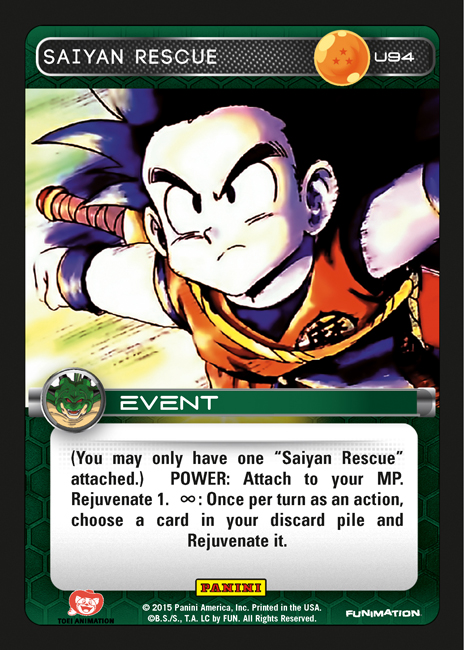 SAIYAN RESCUE U94
EVENT
(You may only have one “Saiyan Rescue”
attached.) POWER: Attach to your MP.
Rejuvenate 1. ∞: Once per turn as an action,
choose a card in your discard pile and
Rejuvenate it.
PANINI
TOEI ANIMATION
© 2015 Panini America, Inc. Printed in the USA.
©B.S./S., T.A. LC by FUN. All Rights Reserved.
FUNIMATION